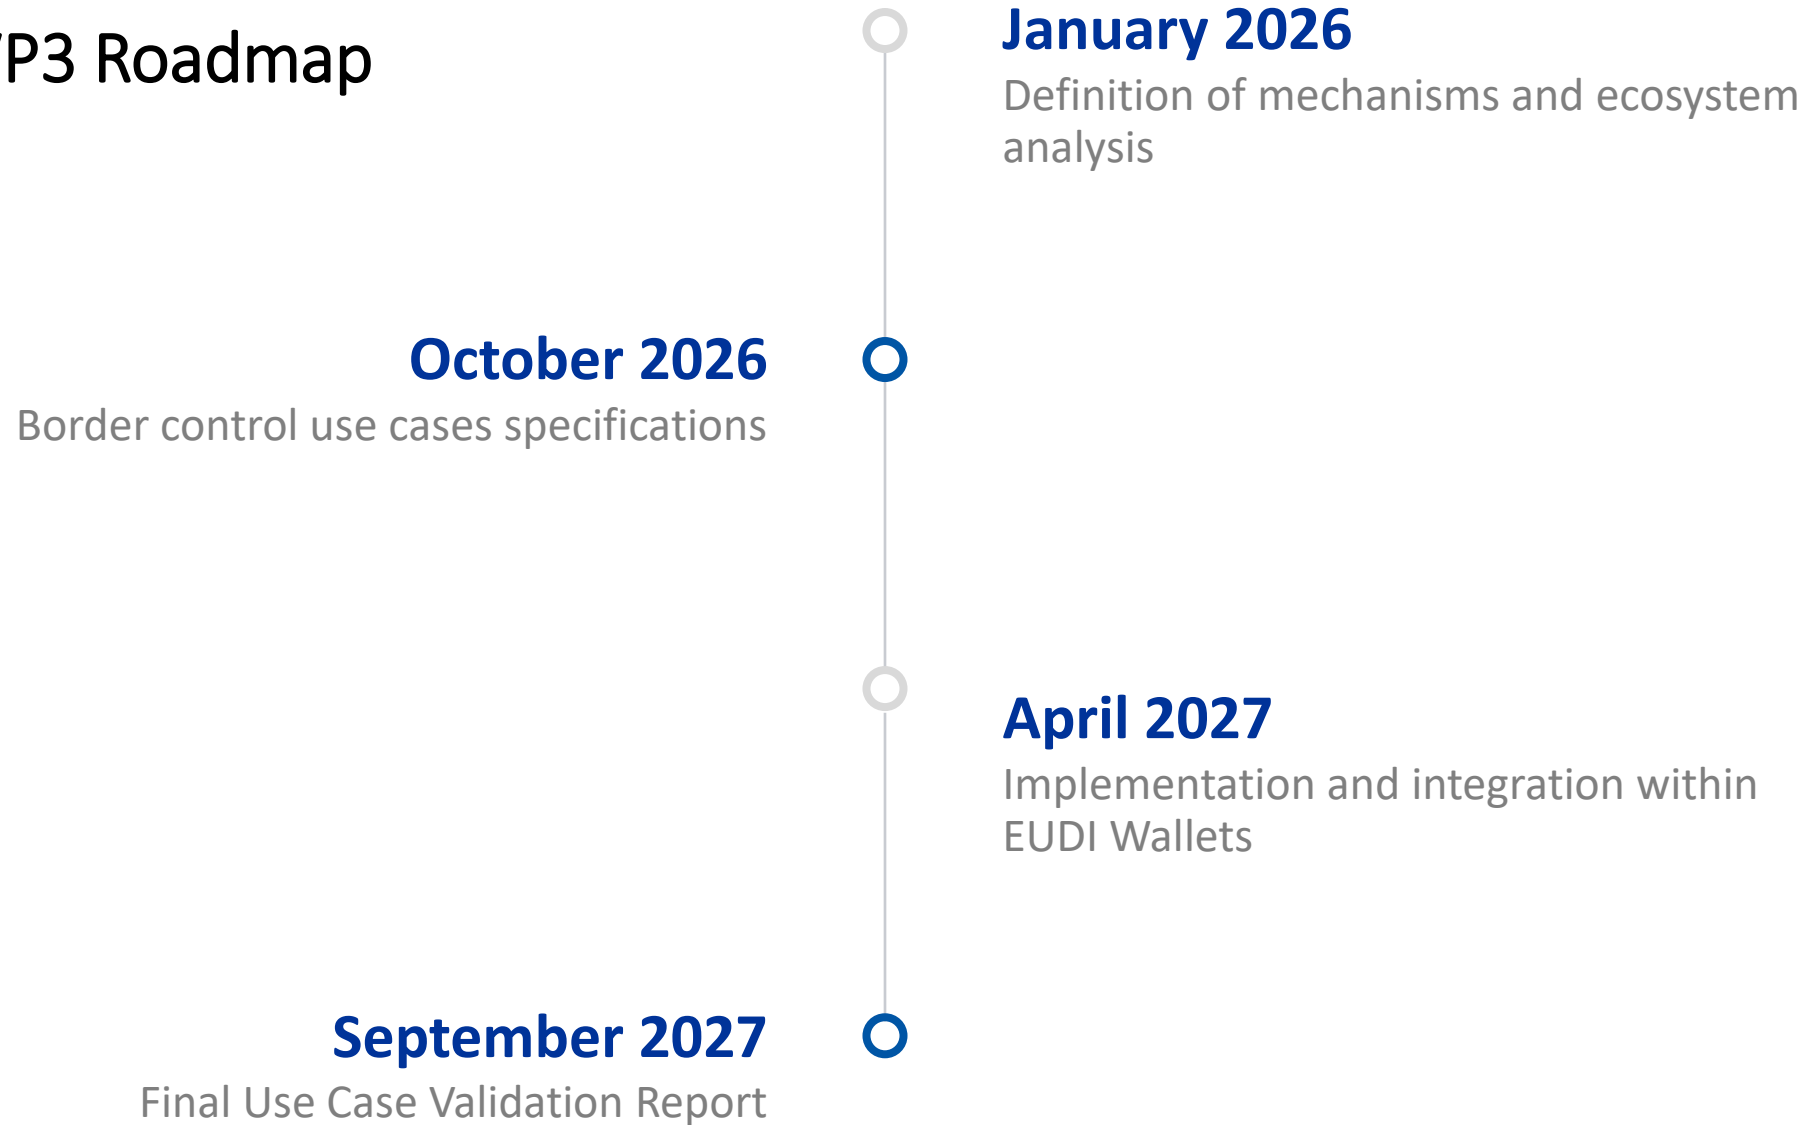 P3 Roadmap
January 2026
Definition of mechanisms and ecosystem
analysis
October 2026
Border control use cases specifications
April 2027
Implementation and integration within
EUDI Wallets
September 2027
Final Use Case Validation Report